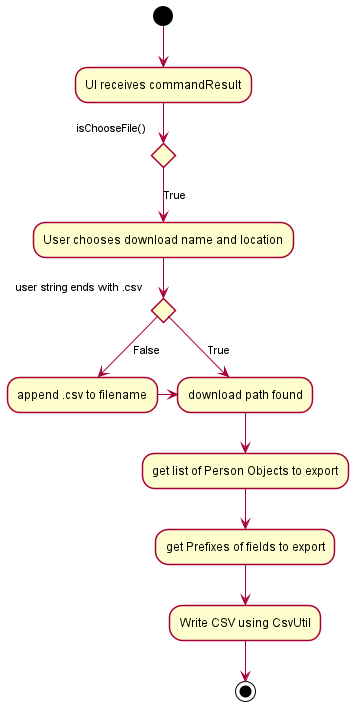 UI receives commandResult
isChooseFile()
True
User chooses download name and location
user string ends with .csv
False
True
append .csv to filename
download path found
get list of Person Objects to export
get Prefixes of fields to export
Write CSV using CsvUtil